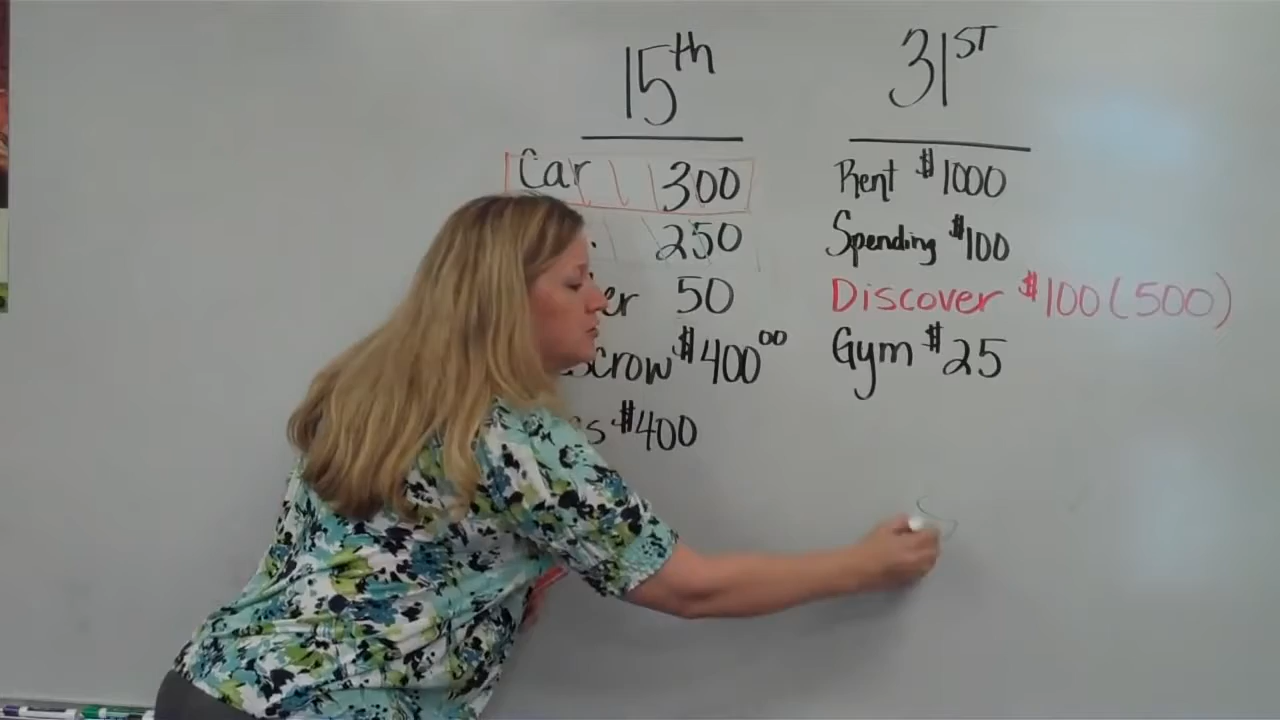 15th
Car 300
250
50
$400.00
$400
31ST
Rent $1000
Spending $100
Discover $100 (500)
Gym $25